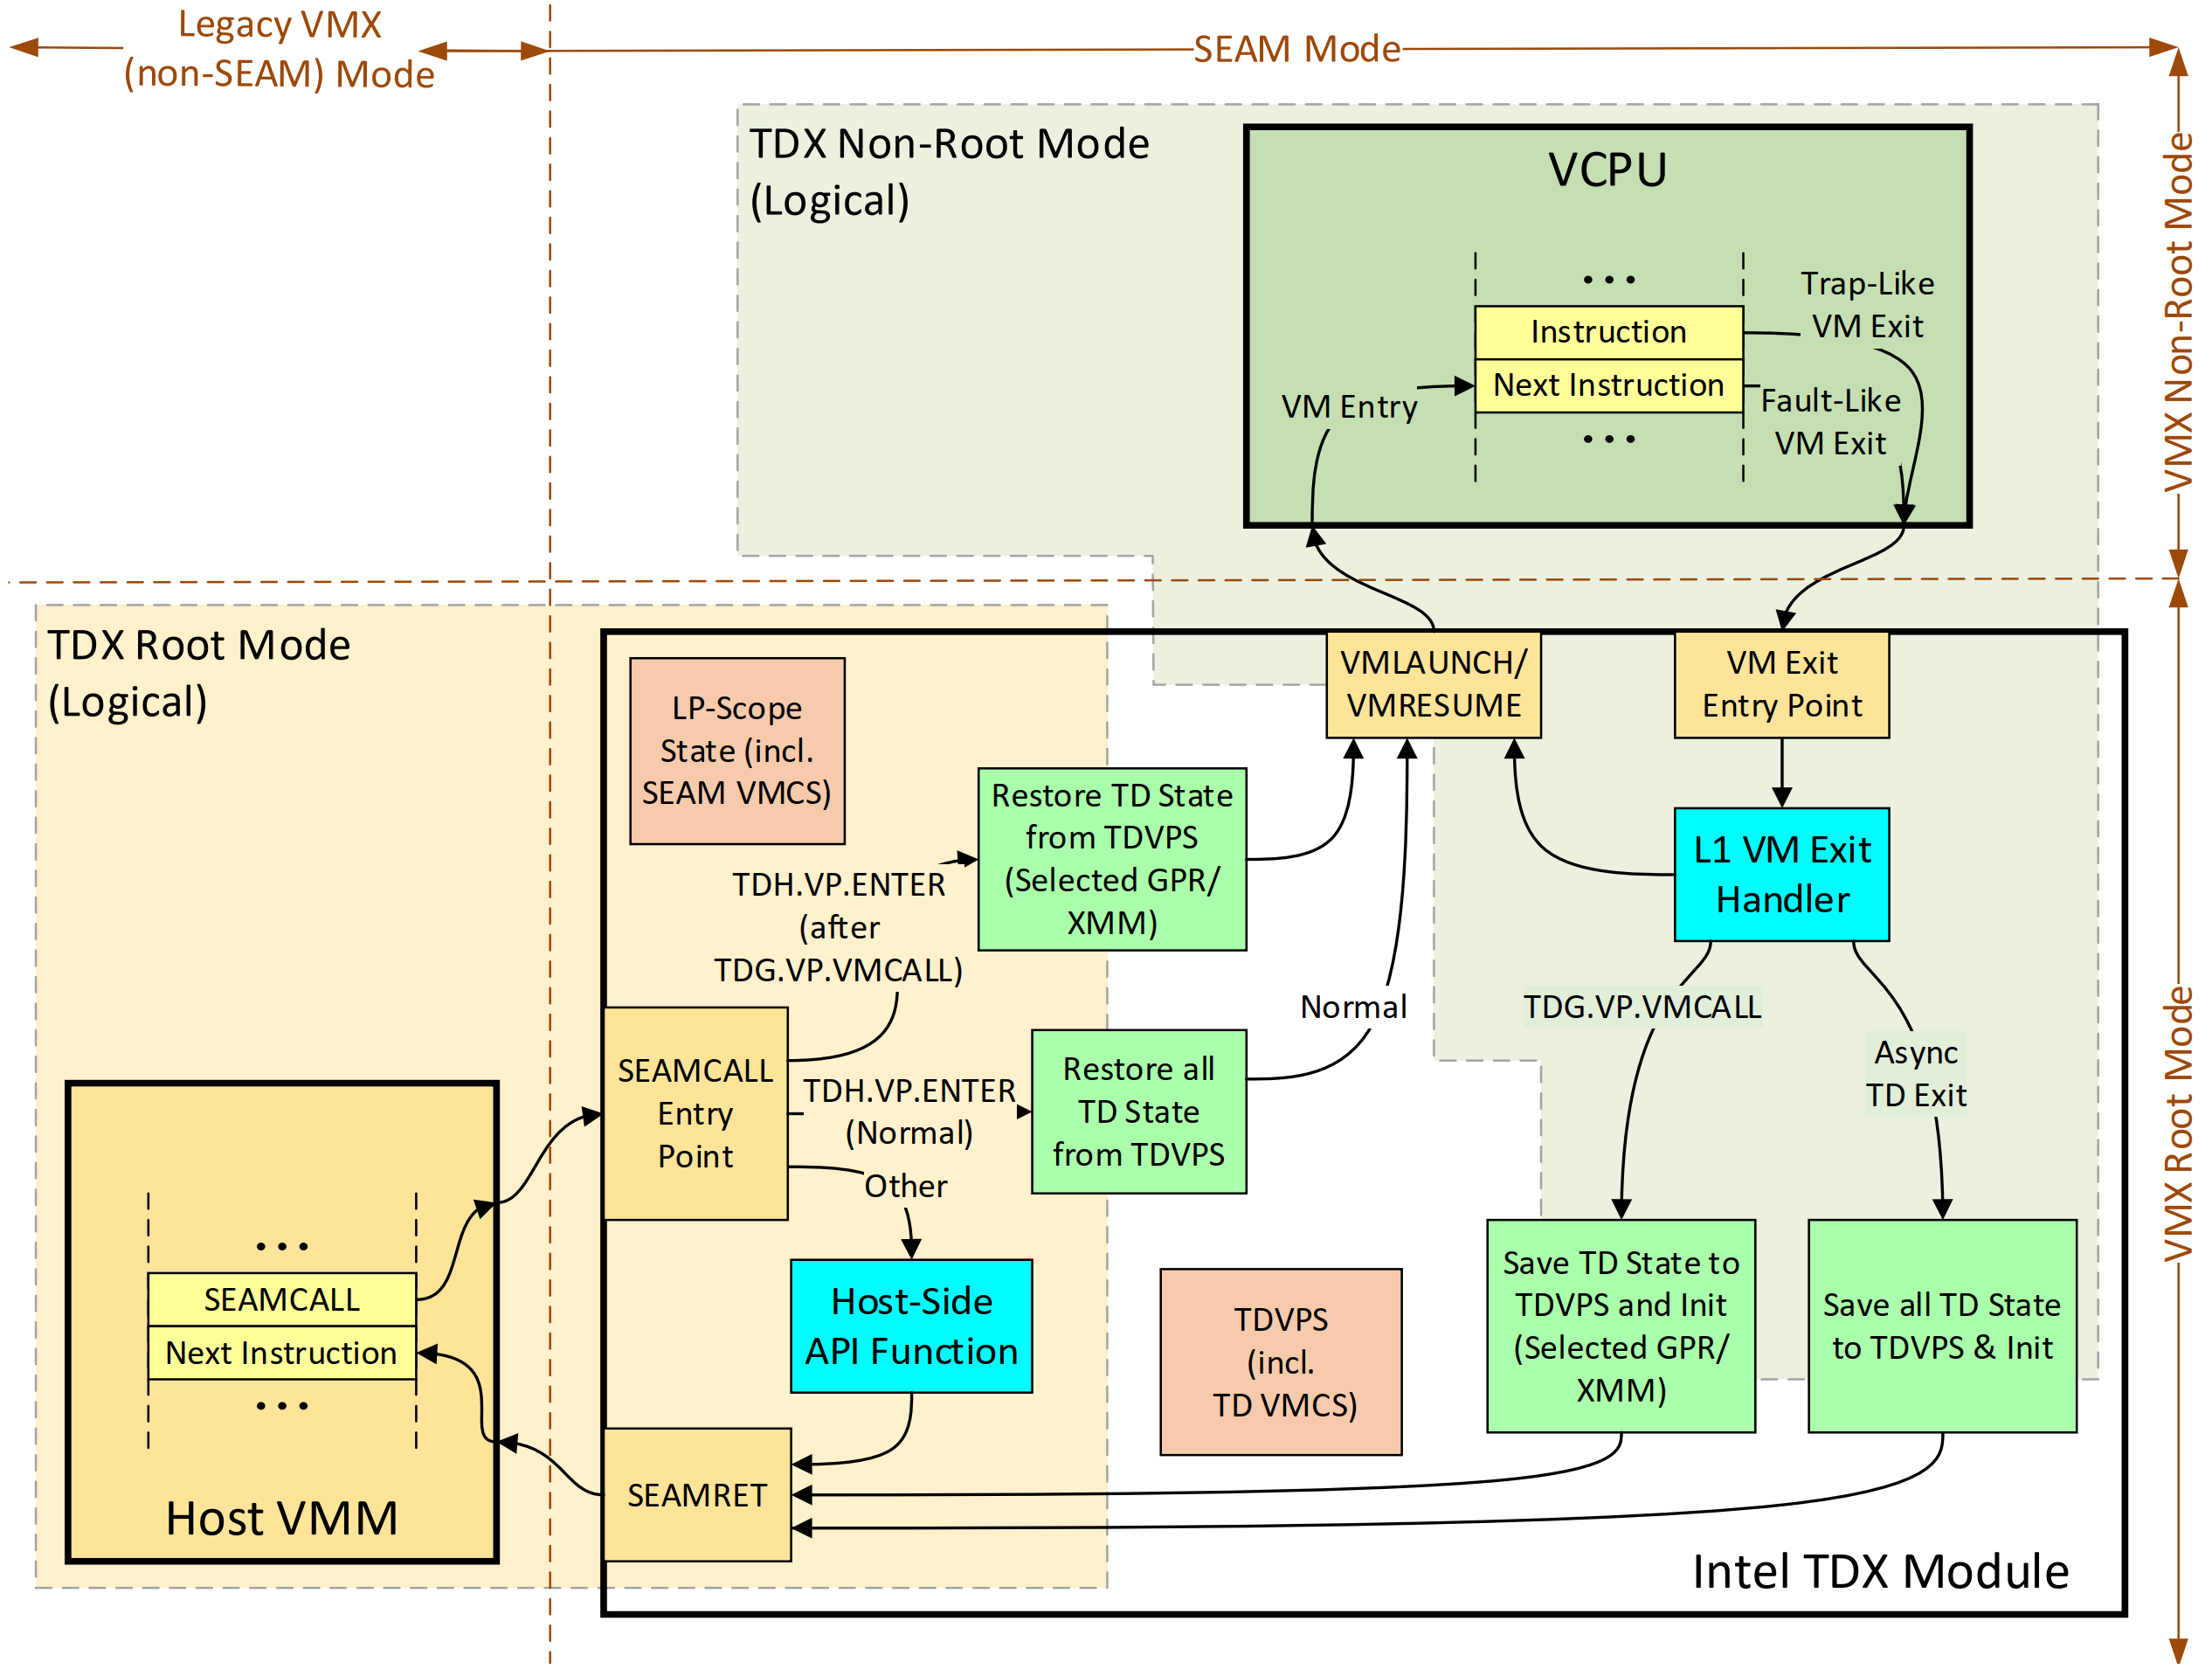 Legacy VMX
(non-SEAM) Mode
SEAM Mode
VMX Non-Root Mode
VMX Root Mode
TDX Non-Root Mode
(Logical)
VCPU
• • •
Instruction
Next Instruction
• • •
VM Entry
Trap-Like
VM Exit
Fault-Like
VM Exit
TDX Root Mode
(Logical)
LP-Scope
State (incl.
SEAM VMCS)
VMLAUNCH/
VMRESUME
VM Exit
Entry Point
Restore TD State
from TDVPS
(Selected GPR/
XMM)
L1 VM Exit
Handler
TDH.VP.ENTER
(after
TDG.VP.VMCALL)
Normal
TDG.VP.VMCALL
Async
TD Exit
SEAMCALL
Entry
Point
TDH.VP.ENTER
(Normal)
Other
Restore all
TD State
from TDVPS
Host-Side
API Function
TDVPS
(incl.
TD VMCS)
Save TD State to
TDVPS and Init
(Selected GPR/
XMM)
Save all TD State
to TDVPS & Init
• • •
SEAMCALL
Next Instruction
• • •
Host VMM
SEAMRET
Intel TDX Module